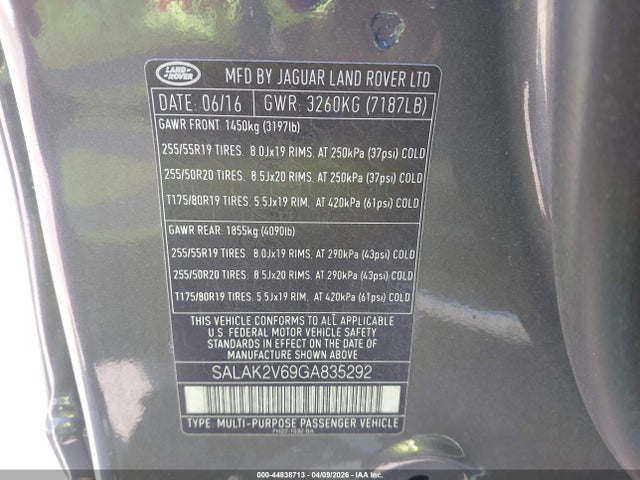 LAND ROVER
MFD BY JAGUAR LAND ROVER LTD
DATE: 06/16 GWR: 3260KG (7187LB)
GAWR FRONT: 1450kg (3197lb)
255/55R19 TIRES. 8.0Jx19 RIMS. AT 250kPa (37psi) COLD
255/50R20 TIRES. 8.5Jx20 RIMS. AT 250kPa (37psi) COLD
T175/80R19 TIRES. 5.5Jx19 RIM. AT 420kPa (61psi) COLD
GAWR REAR: 1855kg (4090lb)
255/55R19 TIRES. 8.0Jx19 RIMS. AT 290kPa (43psi) COLD
255/50R20 TIRES. 8.5Jx20 RIMS. AT 290kPa (43psi) COLD
T175/80R19 TIRES. 5.5Jx19 RIM. AT 420kPa (61psi) COLD
THIS VEHICLE CONFORMS TO ALL APPLICABLE
U.S. FEDERAL MOTOR VEHICLE SAFETY
STANDARDS IN EFFECT ON THE DATE OF
MANUFACTURE SHOWN ABOVE
SALAK2V69GA835292
TYPE: MULTI-PURPOSE PASSENGER VEHICLE
000-44838713 - 04/09/2026 - IAA Inc.